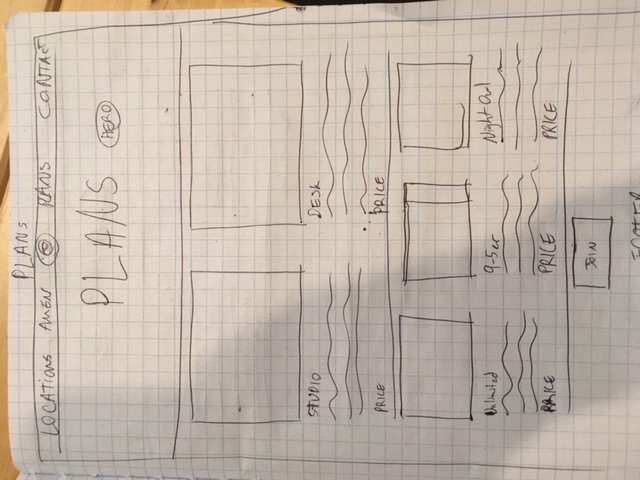 PLANS
LOCATIONS AMEN PLANS CONTACT
PLANS HERO
STUDIO DESK
PRICE PRICE
Unlimited 9-5er Night Owl
PRICE PRICE PRICE
JOIN
FOOTER